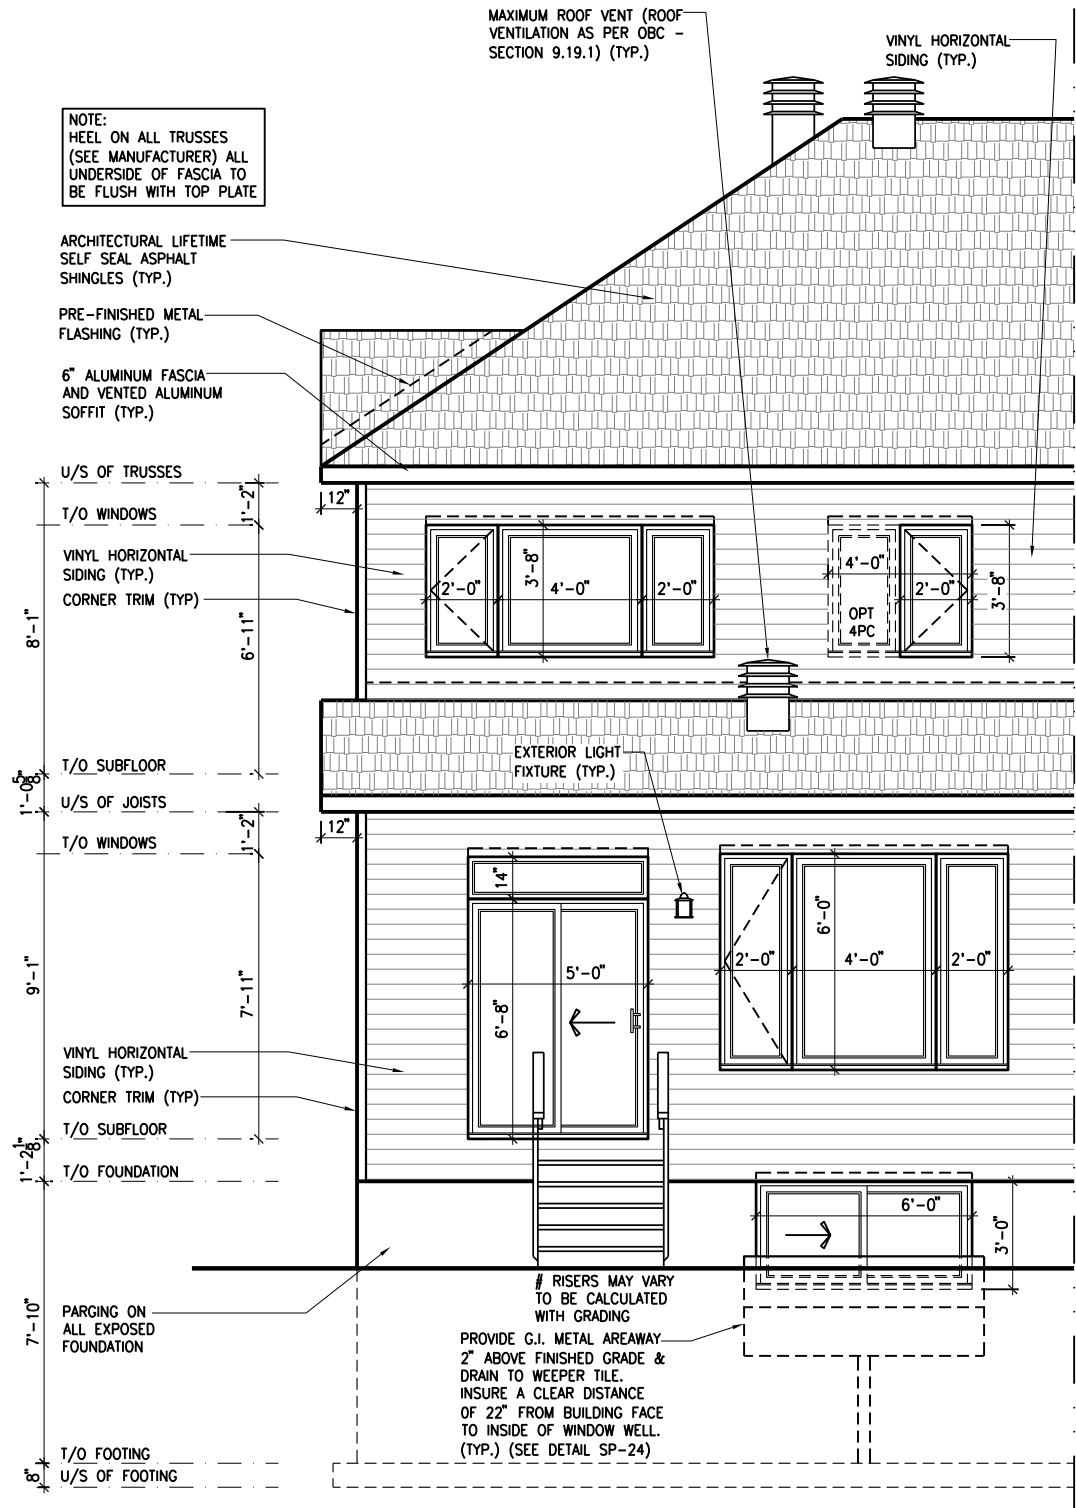 MAXIMUM ROOF VENT (ROOF
VENTILATION AS PER OBC -
SECTION 9.19.1) (TYP.)
VINYL HORIZONTAL
SIDING (TYP.)
NOTE:
HEEL ON ALL TRUSSES
(SEE MANUFACTURER) ALL
UNDERSIDE OF FASCIA TO
BE FLUSH WITH TOP PLATE
ARCHITECTURAL LIFETIME
SELF SEAL ASPHALT
SHINGLES (TYP.)
PRE-FINISHED METAL
FLASHING (TYP.)
6" ALUMINUM FASCIA
AND VENTED ALUMINUM
SOFFIT (TYP.)
U/S OF TRUSSES
1'-2"
12"
T/O WINDOWS
VINYL HORIZONTAL
SIDING (TYP.)
CORNER TRIM (TYP)
8'-1"
6'-11"
2'-0"
3'-8"
4'-0"
2'-0"
4'-0"
OPT
4PC
2'-0"
3'-8"
EXTERIOR LIGHT
FIXTURE (TYP.)
T/O SUBFLOOR
1'-0 5/8"
U/S OF JOISTS
1'-2"
12"
T/O WINDOWS
14"
9'-1"
7'-11"
5'-0"
6'-8"
2'-0"
6'-0"
4'-0"
2'-0"
VINYL HORIZONTAL
SIDING (TYP.)
CORNER TRIM (TYP)
T/O SUBFLOOR
1'-2 1/8"
T/O FOUNDATION
6'-0"
3'-0"
# RISERS MAY VARY
TO BE CALCULATED
WITH GRADING
7'-10"
PARGING ON
ALL EXPOSED
FOUNDATION
PROVIDE G.I. METAL AREAWAY
2" ABOVE FINISHED GRADE &
DRAIN TO WEEPER TILE.
INSURE A CLEAR DISTANCE
OF 22" FROM BUILDING FACE
TO INSIDE OF WINDOW WELL.
(TYP.) (SEE DETAIL SP-24)
T/O FOOTING
8"
U/S OF FOOTING